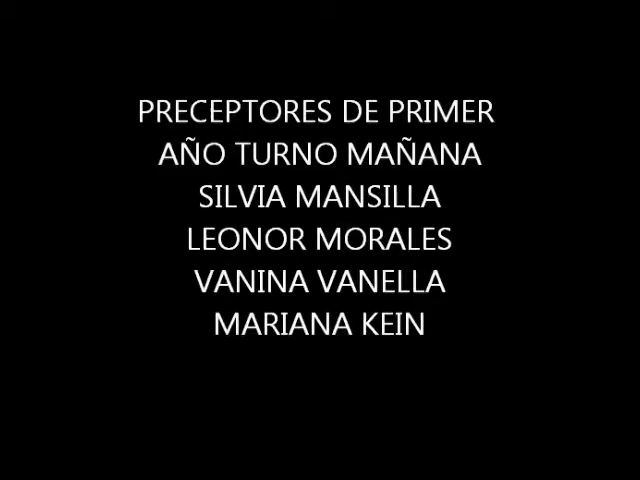 PRECEPTORES DE PRIMER
AÑO TURNO MAÑANA
SILVIA MANSILLA
LEONOR MORALES
VANINA VANELLA
MARIANA KEIN